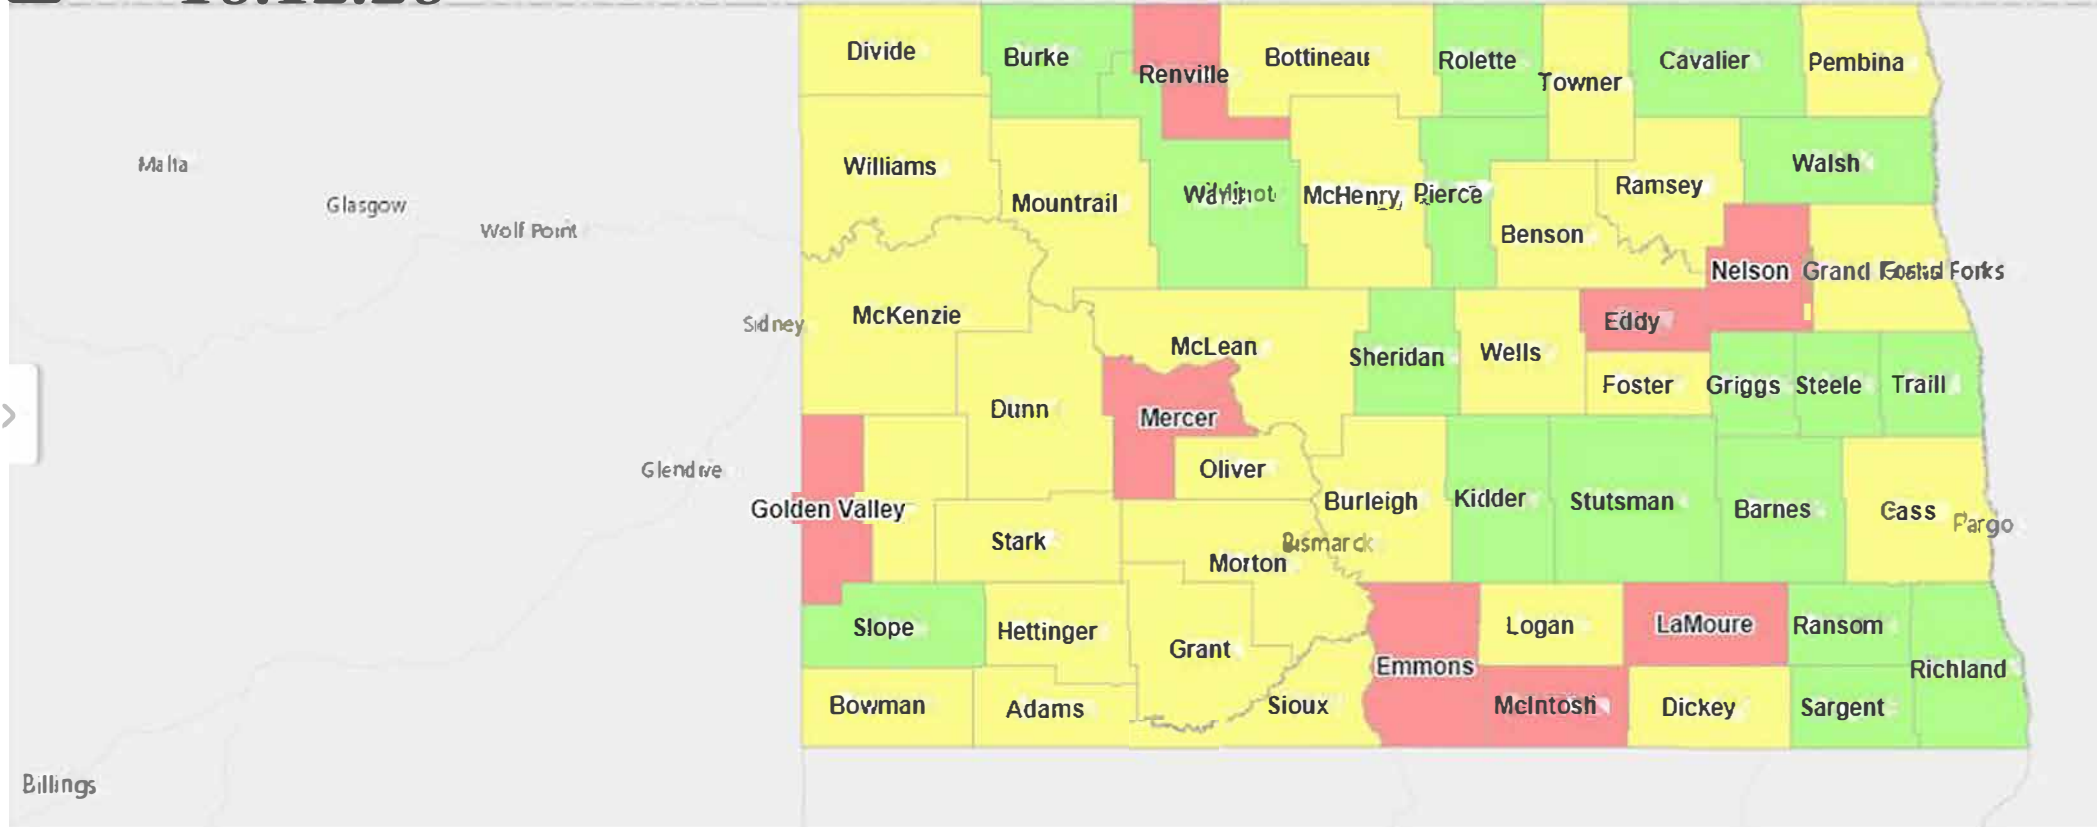 Divide
Burke
Renville
Bottineau
Rolette
Towner
Cavalier
Pembina
Malta
Williams
Mountrail
McHenry
Pierce
Ramsey
Walsh
Glasgow
Wolf Point
Benson
Nelson
Grand Forks
McKenzie
Sidney
McLean
Sheridan
Wells
Eddy
Foster
Griggs
Steele
Traill
Dunn
Mercer
Glendive
Oliver
Golden Valley
Burleigh
Kidder
Stutsman
Barnes
Cass
Fargo
Stark
Bismarck
Morton
Slope
Hettinger
Grant
Logan
LaMoure
Ransom
Emmons
Richland
Bowman
Adams
Sioux
McIntosh
Dickey
Sargent
Billings